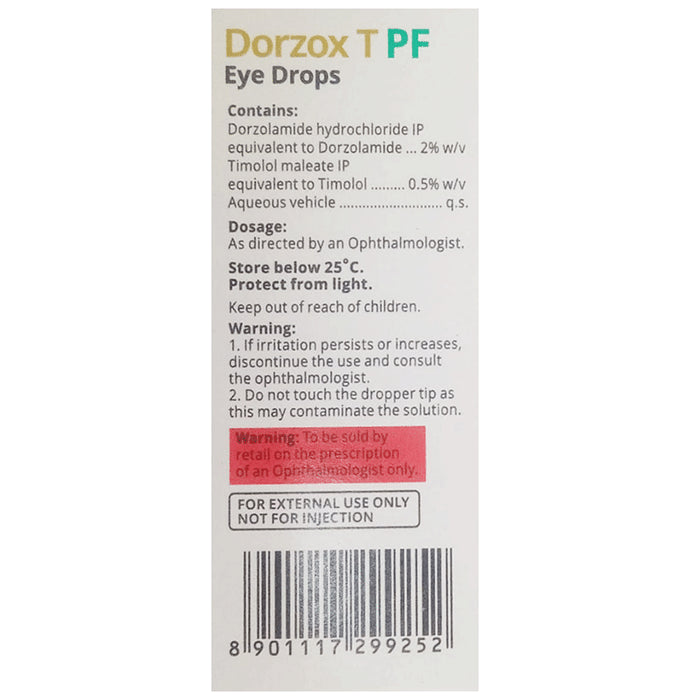 Dorzox T PF
Eye Drops
Contains:
Dorzolamide hydrochloride IP
equivalent to Dorzolamide ... 2% w/v
Timolol maleate IP
equivalent to Timolol ......... 0.5% w/v
Aqueous vehicle .......................... q.s.
Dosage:
As directed by an Ophthalmologist.
Store below 25°C.
Protect from light.
Keep out of reach of children.
Warning:
1. If irritation persists or increases,
discontinue the use and consult
the ophthalmologist.
2. Do not touch the dropper tip as
this may contaminate the solution.
Warning: To be sold by
retail on the prescription
of an Ophthalmologist only.
FOR EXTERNAL USE ONLY
NOT FOR INJECTION
8 901117 299252